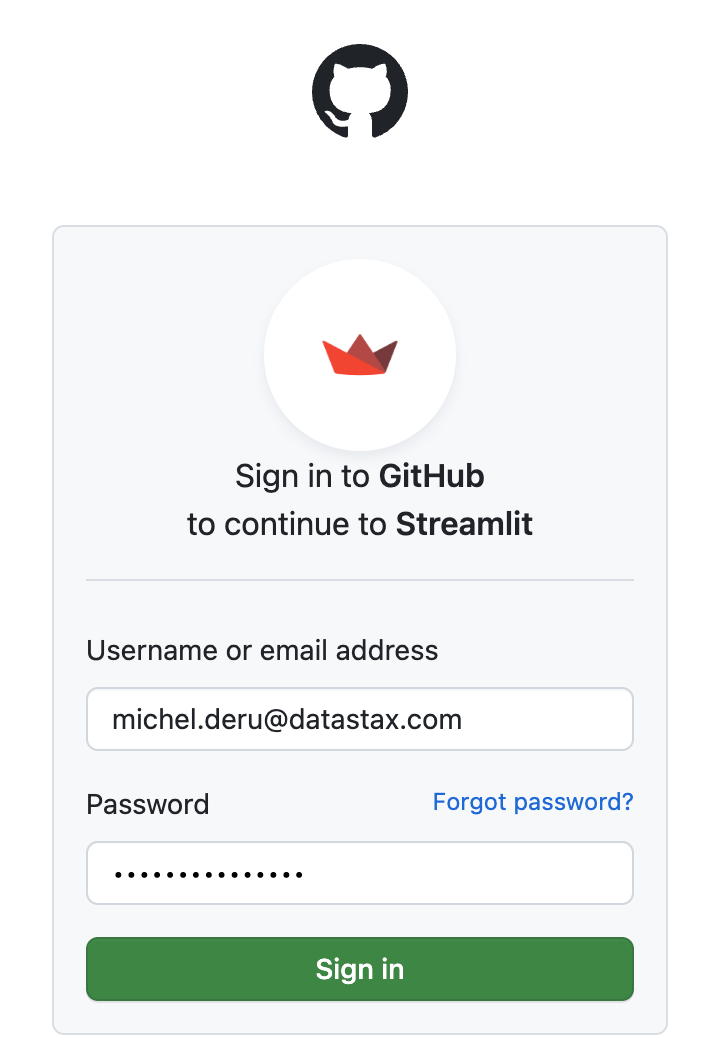 Sign in to GitHub
to continue to Streamlit
Username or email address
michel.deru@datastax.com
Password Forgot password?
•••••••••••••••
Sign in